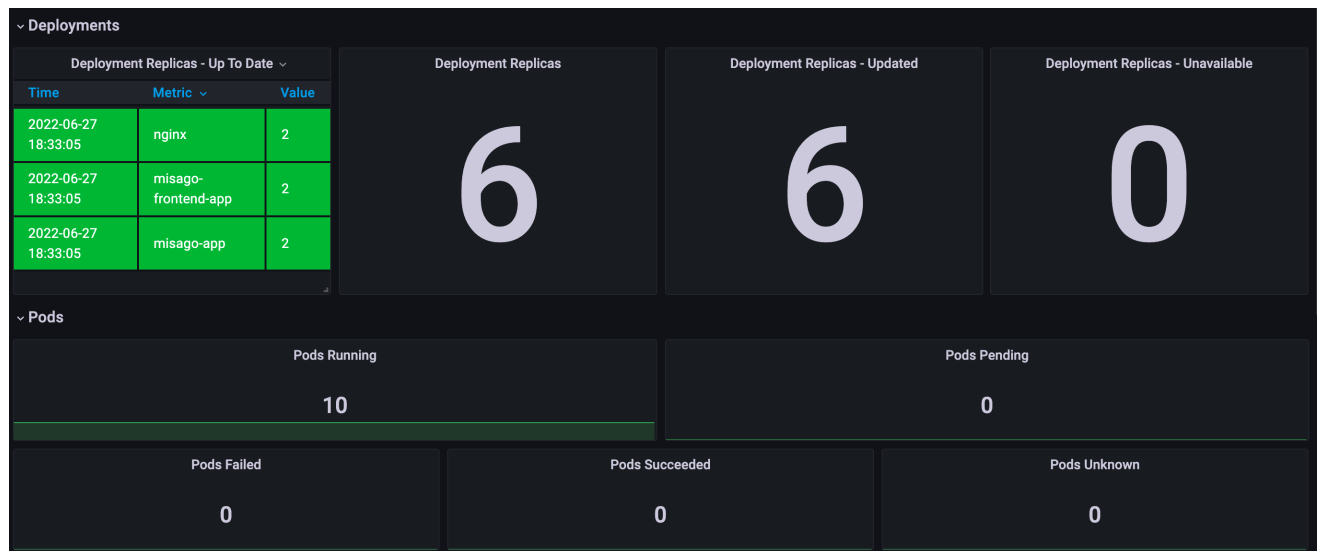 Deployments
Deployment Replicas - Up To Date
Time Metric Value
2022-06-27
18:33:05
nginx
2
2022-06-27
18:33:05
misago-
frontend-app
2
2022-06-27
18:33:05
misago-app
2
Deployment Replicas
6
Deployment Replicas - Updated
6
Deployment Replicas - Unavailable
0
Pods
Pods Running
10
Pods Pending
0
Pods Failed
0
Pods Succeeded
0
Pods Unknown
0